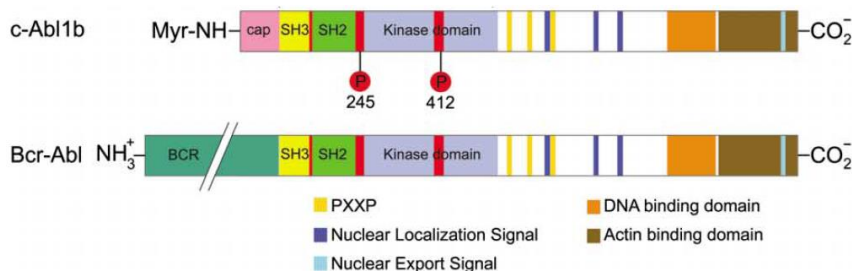 c-Abl1b Myr-NH cap SH3 SH2 Kinase domain CO₂⁻
P P
245 412
Bcr-Abl NH₃⁺ BCR SH3 SH2 Kinase domain CO₂⁻
PXXP DNA binding domain
Nuclear Localization Signal Actin binding domain
Nuclear Export Signal